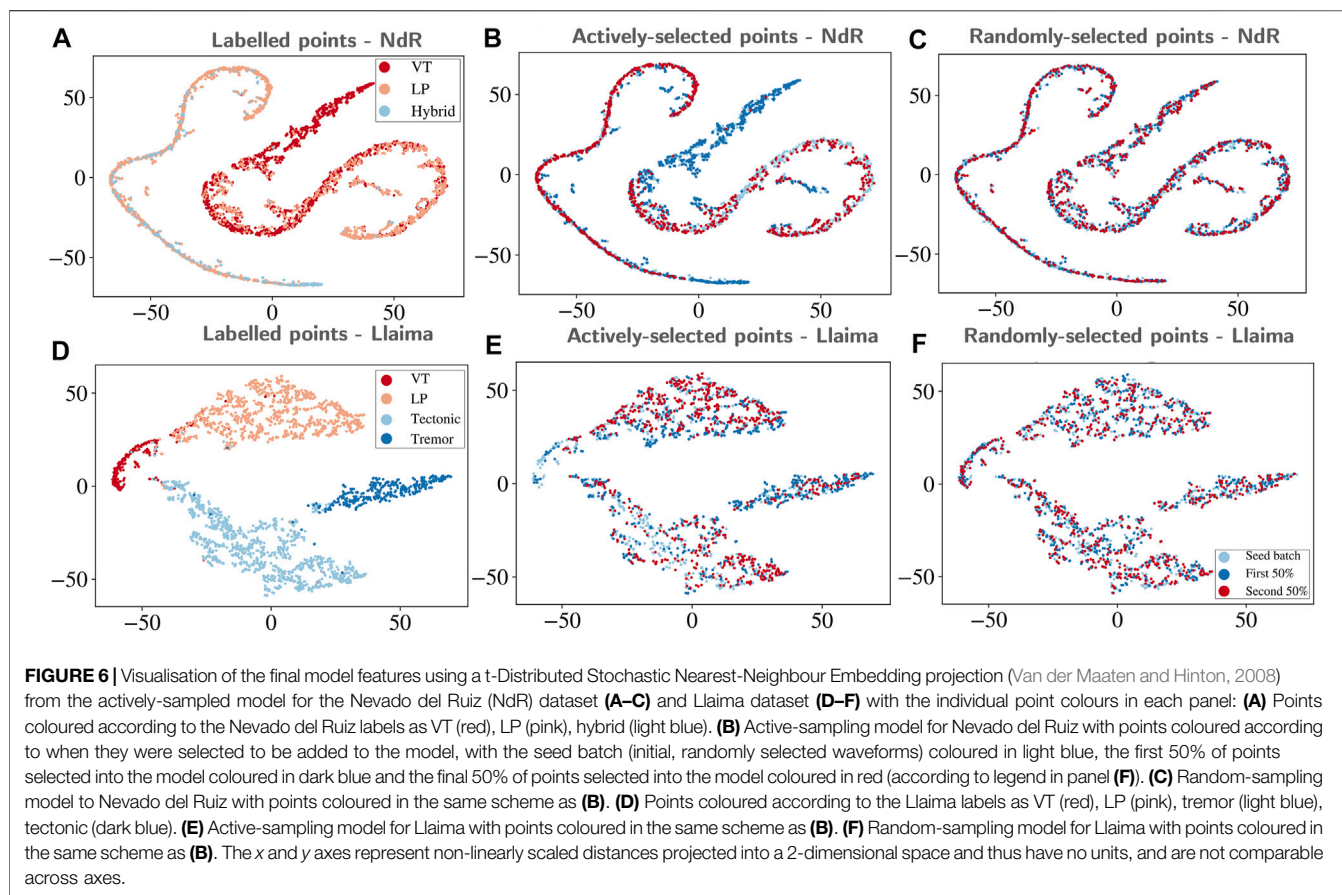 A
Labelled points - NdR
VT
LP
Hybrid
50
0
−50
−50
0
50
B
Actively-selected points - NdR
50
0
−50
−50
0
50
C
Randomly-selected points - NdR
50
0
−50
−50
0
50
D
Labelled points - Llaima
VT
LP
Tectonic
Tremor
50
0
−50
−50
0
50
E
Actively-selected points - Llaima
50
0
−50
−50
0
50
F
Randomly-selected points - Llaima
50
0
−50
Seed batch
First 50%
Second 50%
−50
0
50
FIGURE 6 | Visualisation of the final model features using a t-Distributed Stochastic Nearest-Neighbour Embedding projection (Van der Maaten and Hinton, 2008)
from the actively-sampled model for the Nevado del Ruiz (NdR) dataset (A–C) and Llaima dataset (D–F) with the individual point colours in each panel: (A) Points
coloured according to the Nevado del Ruiz labels as VT (red), LP (pink), hybrid (light blue). (B) Active-sampling model for Nevado del Ruiz with points coloured according
to when they were selected to be added to the model, with the seed batch (initial, randomly selected waveforms) coloured in light blue, the first 50% of points
selected into the model coloured in dark blue and the final 50% of points selected into the model coloured in red (according to legend in panel (F)). (C) Random-sampling
model to Nevado del Ruiz with points coloured in the same scheme as (B). (D) Points coloured according to the Llaima labels as VT (red), LP (pink), tremor (light blue),
tectonic (dark blue). (E) Active-sampling model for Llaima with points coloured in the same scheme as (B). (F) Random-sampling model for Llaima with points coloured in
the same scheme as (B). The x and y axes represent non-linearly scaled distances projected into a 2-dimensional space and thus have no units, and are not comparable
across axes.